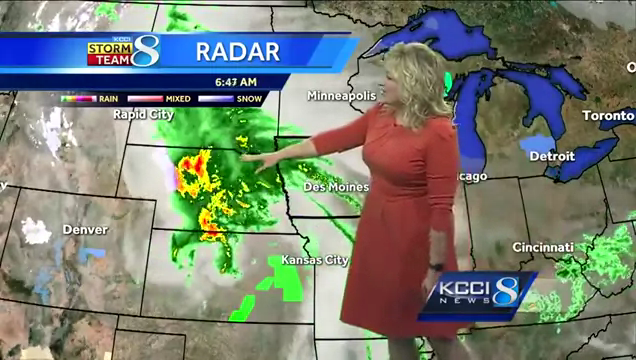 KCCI
STORM
TEAM 8
RADAR
6:47 AM
RAIN MIXED SNOW
Rapid City
Minneapolis
Toronto
Detroit
cago
Des Moines
Denver
Kansas City
Cincinnati
KCCI 8
NEWS